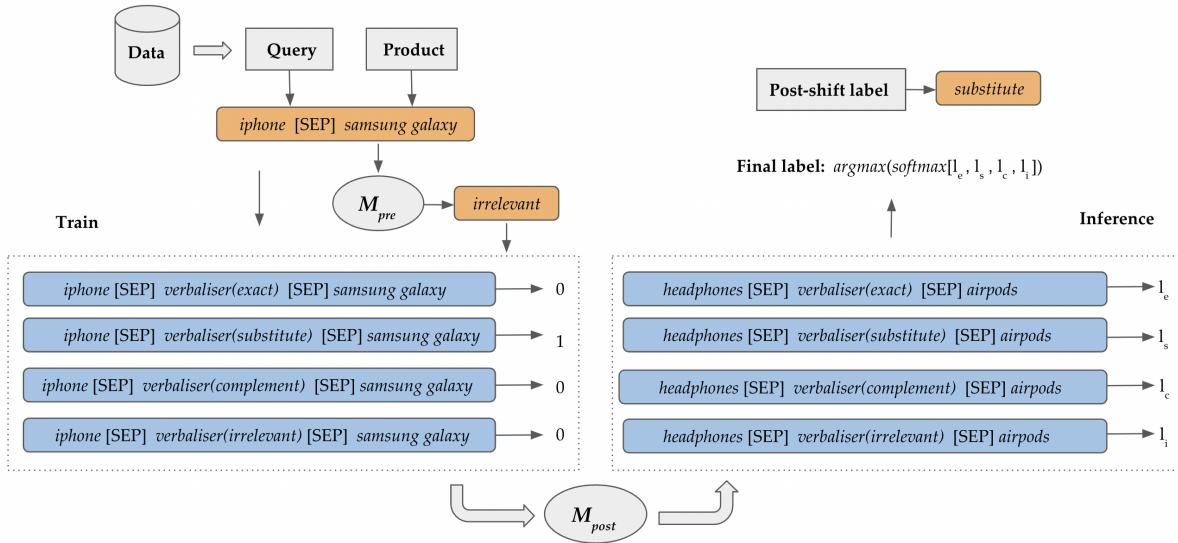 Data
Query
Product
iphone [SEP] samsung galaxy
M_pre
irrelevant
Train
iphone [SEP] verbaliser(exact) [SEP] samsung galaxy
0
iphone [SEP] verbaliser(substitute) [SEP] samsung galaxy
1
iphone [SEP] verbaliser(complement) [SEP] samsung galaxy
0
iphone [SEP] verbaliser(irrelevant) [SEP] samsung galaxy
0
M_post
Post-shift label
substitute
Final label: argmax(softmax[l_e , l_s , l_c , l_i])
Inference
headphones [SEP] verbaliser(exact) [SEP] airpods
l_e
headphones [SEP] verbaliser(substitute) [SEP] airpods
l_s
headphones [SEP] verbaliser(complement) [SEP] airpods
l_c
headphones [SEP] verbaliser(irrelevant) [SEP] airpods
l_i